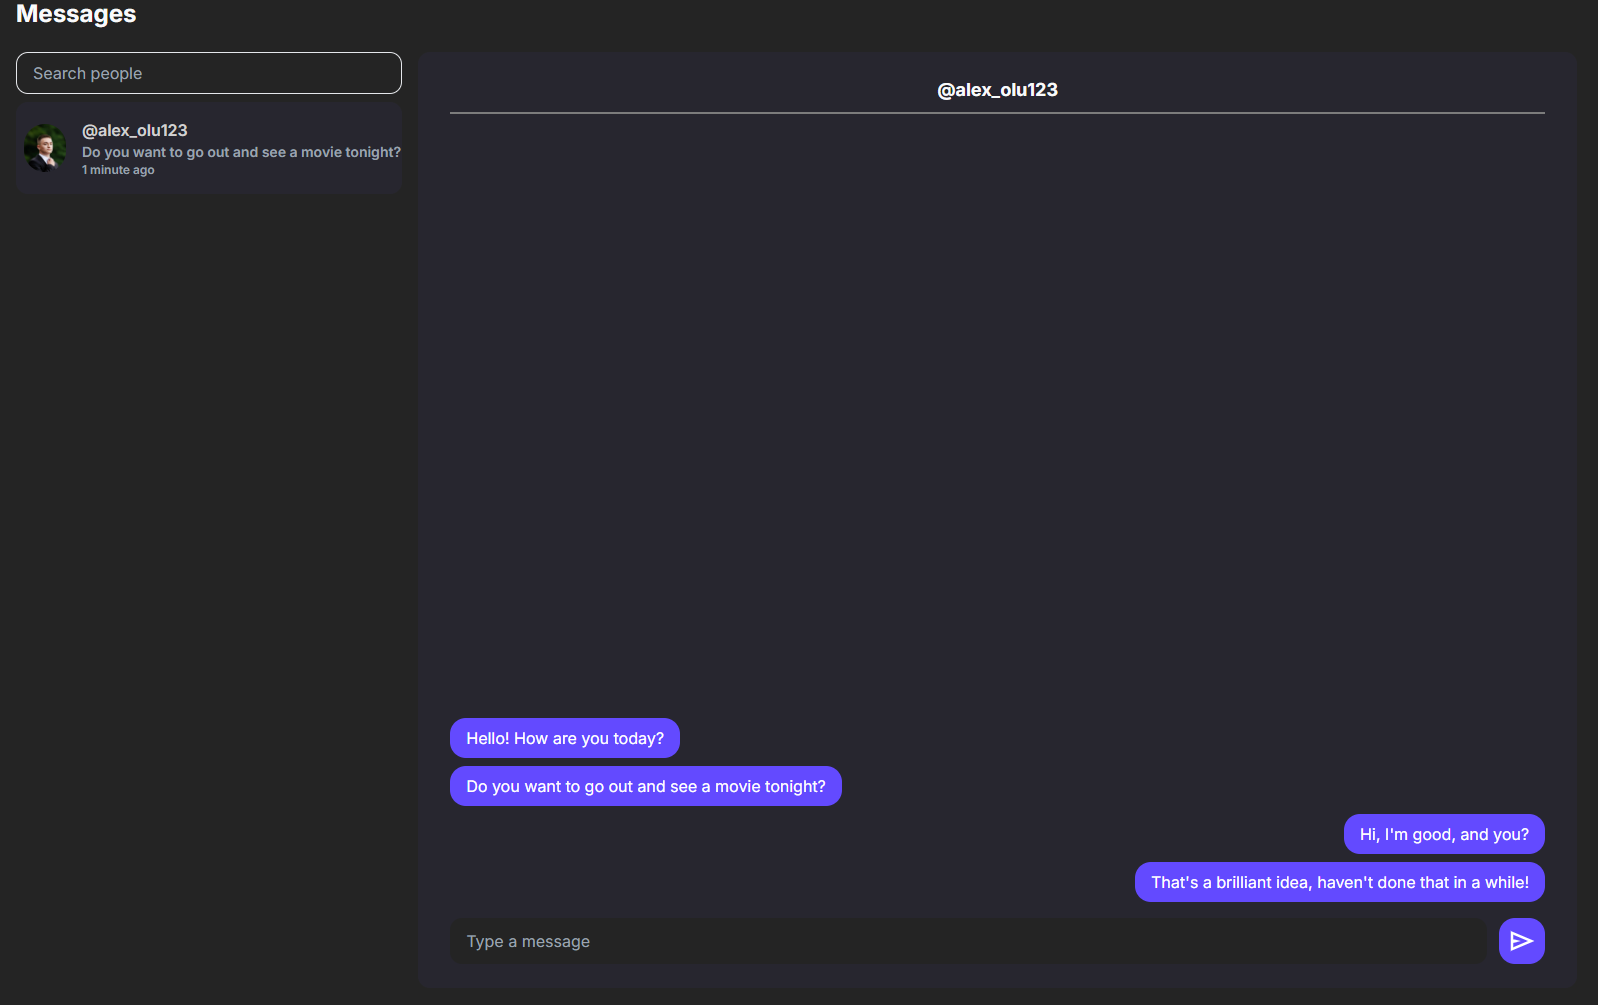 Messages
Search people
@alex_olu123
Do you want to go out and see a movie tonight?
1 minute ago
@alex_olu123
Hello! How are you today?
Do you want to go out and see a movie tonight?
Hi, I'm good, and you?
That's a brilliant idea, haven't done that in a while!
Type a message